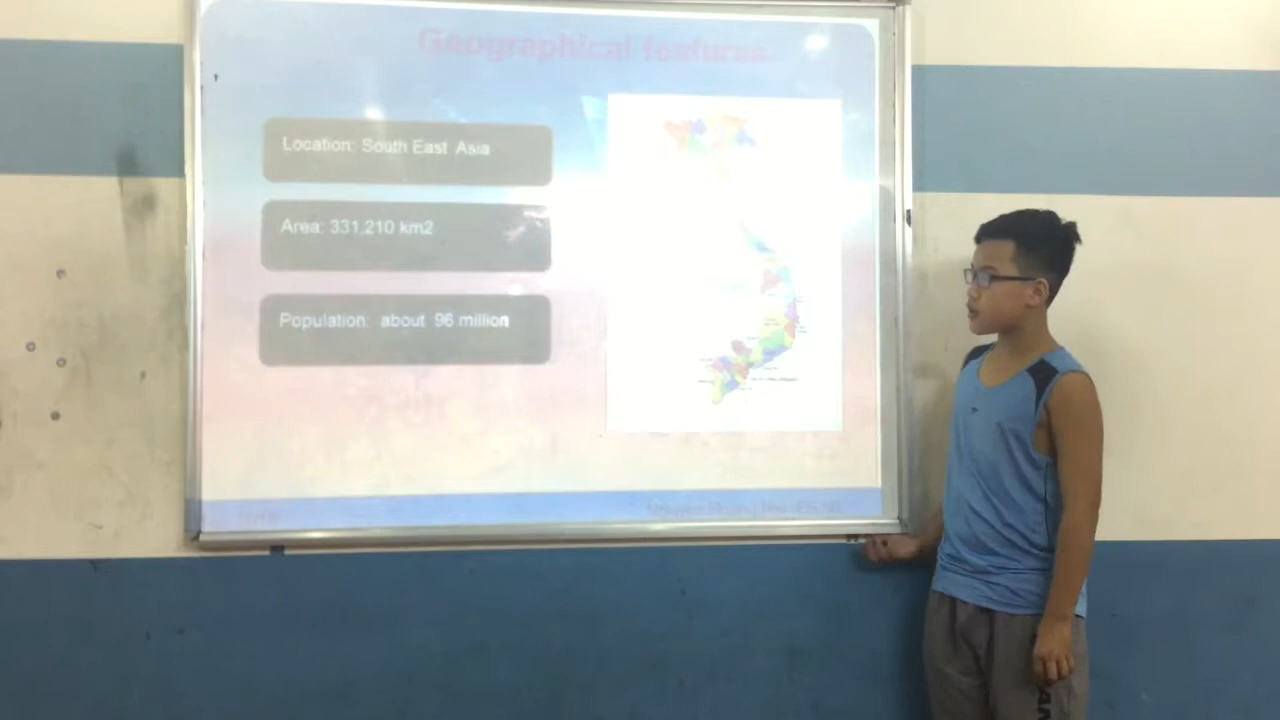 Geographical features
Location: South East Asia
Area: 331,210 km2
Population: about 96 million